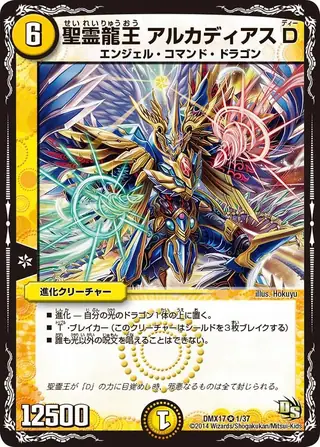 6
せいれいりゅうおう ディー
聖霊龍王 アルカディアス D
エンジェル・コマンド・ドラゴン
illus. Hokuyu
進化クリーチャー
■ 進化－自分の光のドラゴン1体の上に置く。
■ T・ブレイカー(このクリーチャーはシールドを3枚ブレイクする)
■ 誰も光以外の呪文を唱えることはできない。
聖霊王が「D」の力に目覚めし時、邪悪なるものは全て封じられる。
12500
DMX17 1/37
©2014 Wizards/Shogakukan/Mitsui-Kids
DS